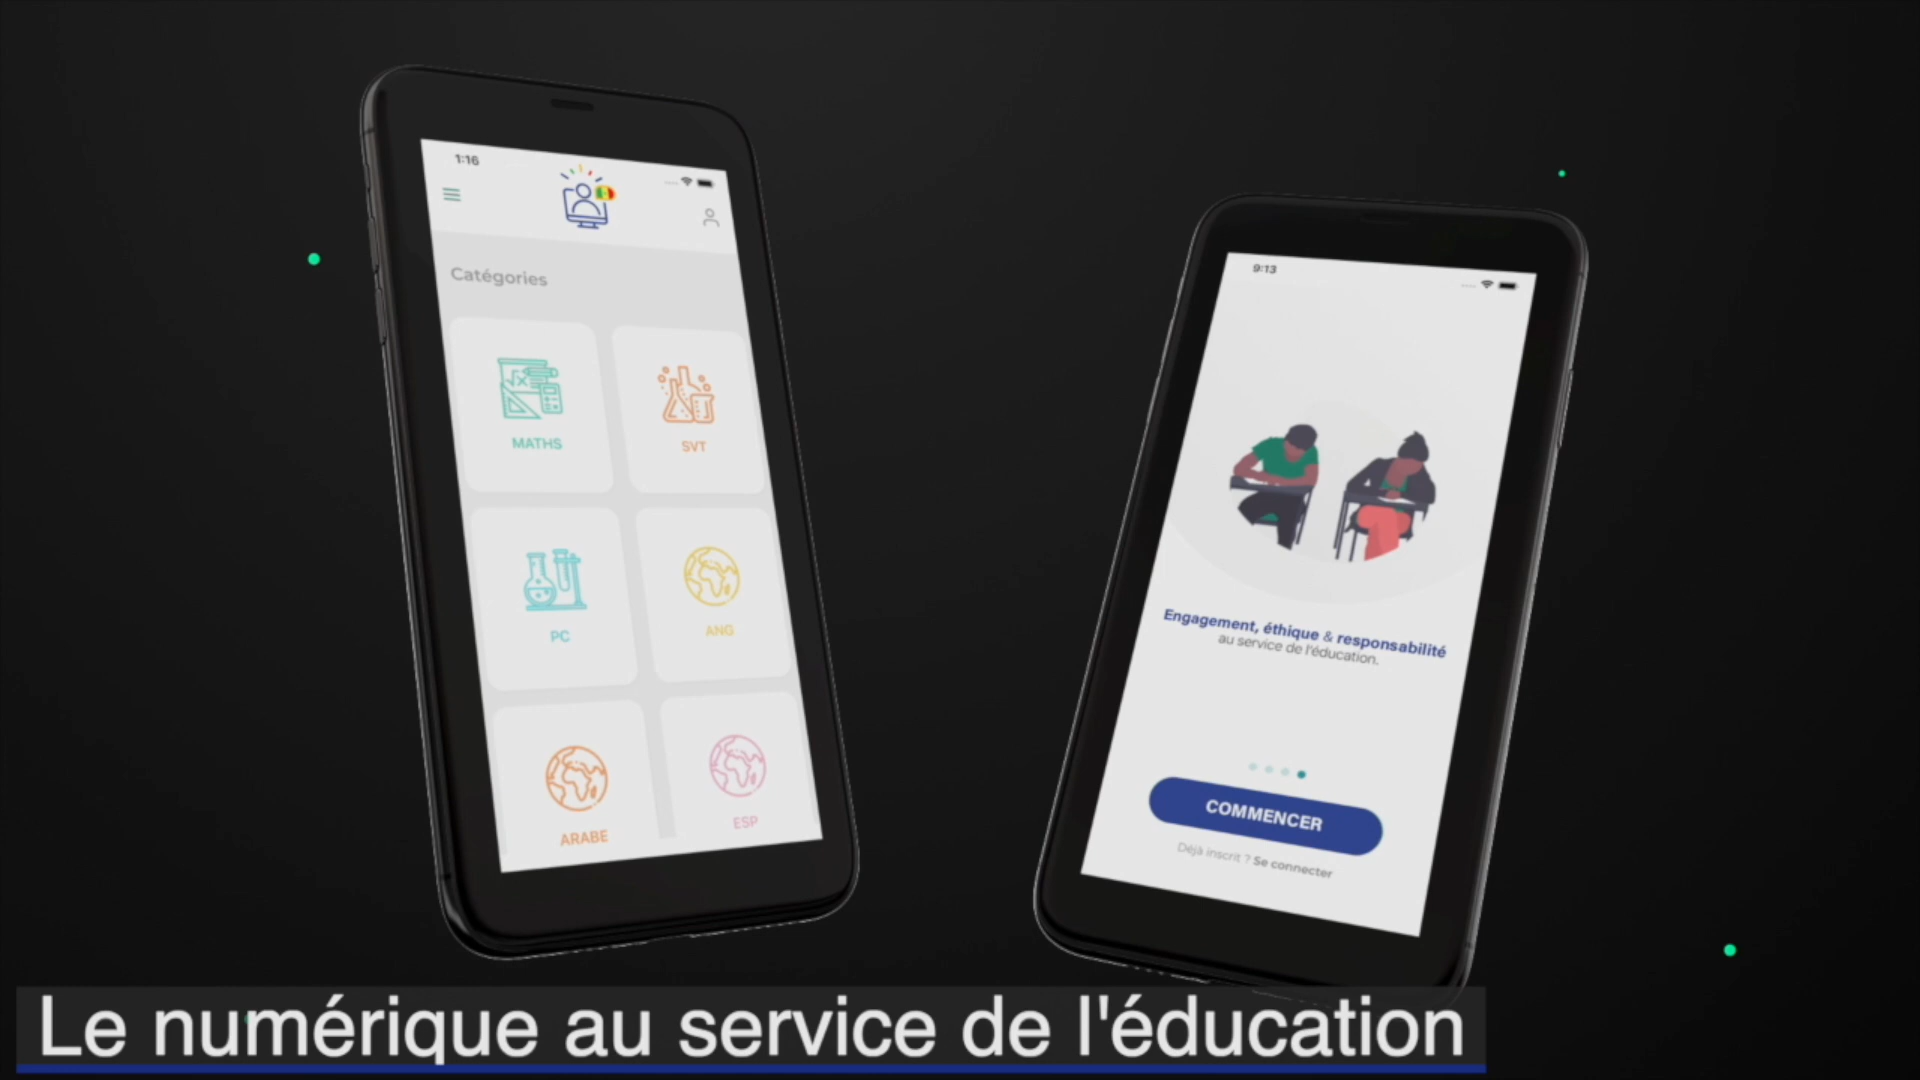 1:16
Catégories
MATHS
SVT
PC
ANG
ARABE
ESP
9:13
Engagement, éthique & responsabilité
au service de l'éducation.
COMMENCER
Déjà inscrit ? Se connecter
Le numérique au service de l'éducation